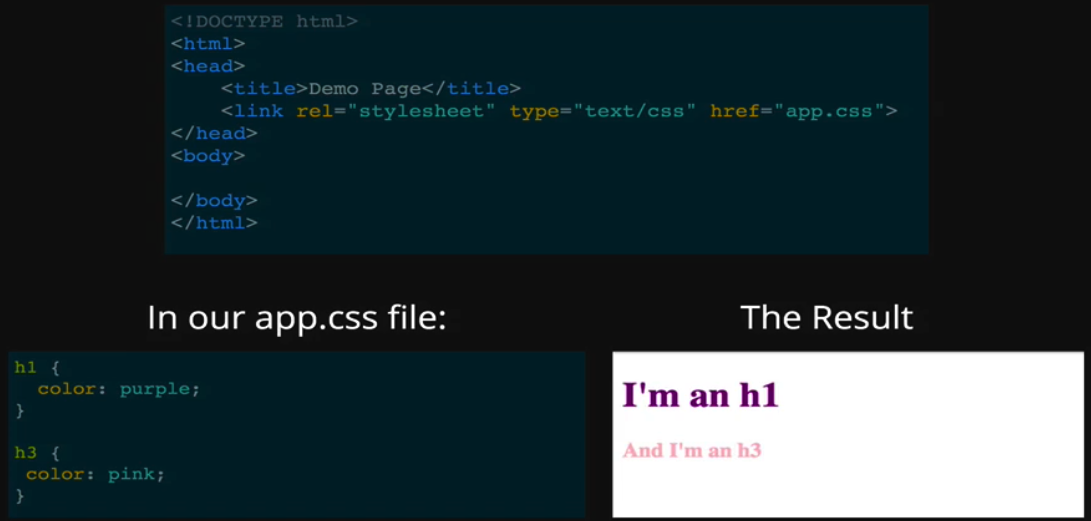 <!DOCTYPE html>
<html>
<head>
    <title>Demo Page</title>
    <link rel="stylesheet" type="text/css" href="app.css">
</head>
<body>

</body>
</html>
In our app.css file:
h1 {
  color: purple;
}

h3 {
 color: pink;
}
The Result
I'm an h1
And I'm an h3